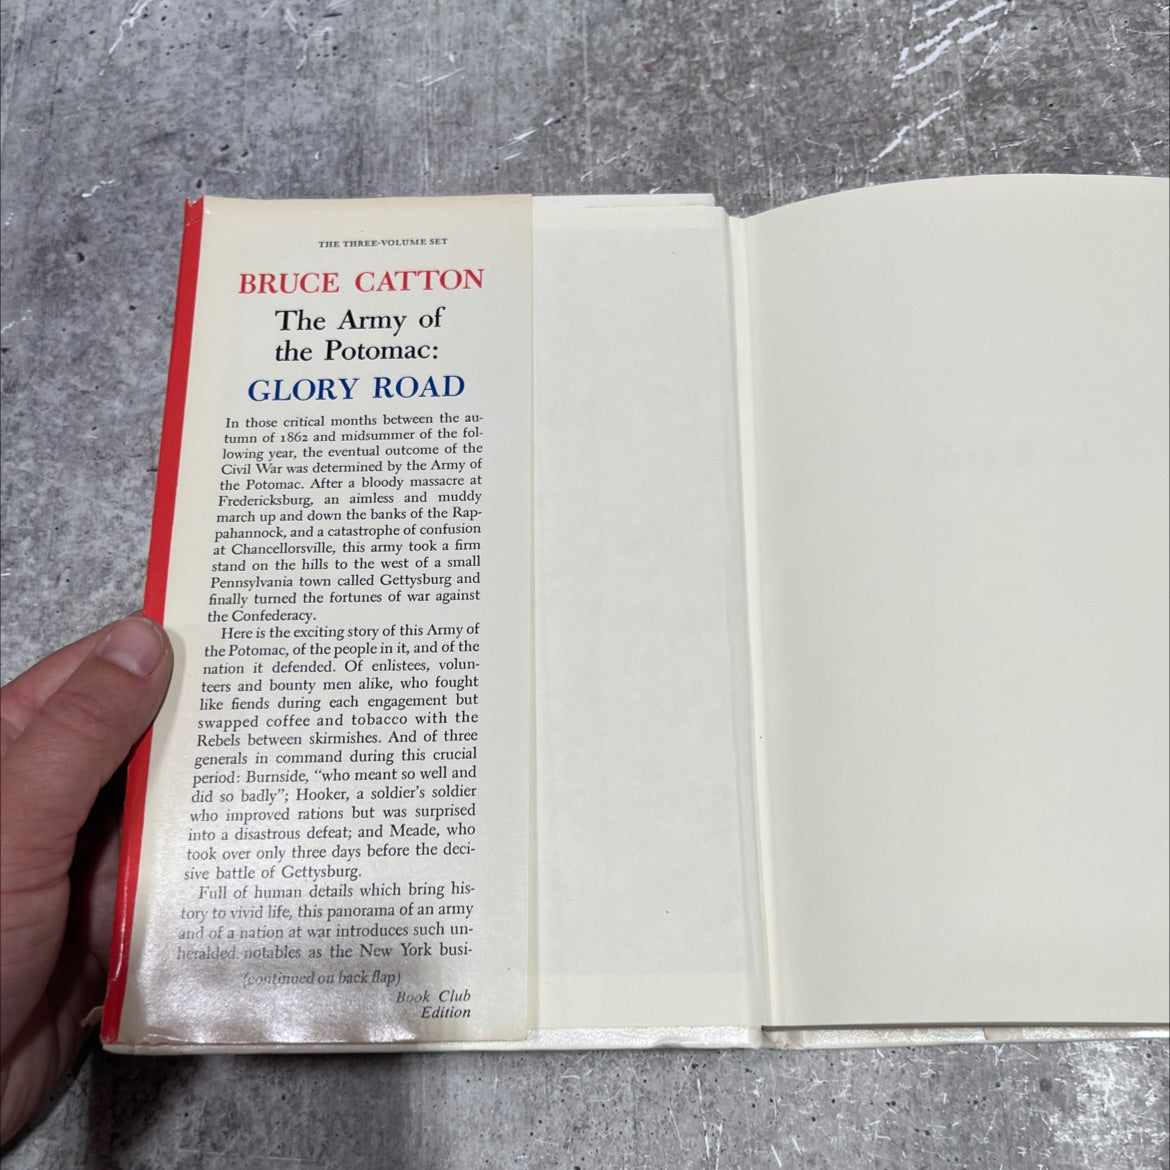 THE THREE-VOLUME SET
BRUCE CATTON
The Army of
the Potomac:
GLORY ROAD
In those critical months between the au-
tumn of 1862 and midsummer of the fol-
lowing year, the eventual outcome of the
Civil War was determined by the Army of
the Potomac. After a bloody massacre at
Fredericksburg, an aimless and muddy
march up and down the banks of the Rap-
pahannock, and a catastrophe of confusion
at Chancellorsville, this army took a firm
stand on the hills to the west of a small
Pennsylvania town called Gettysburg and
finally turned the fortunes of war against
the Confederacy.
Here is the exciting story of this Army of
the Potomac, of the people in it, and of the
nation it defended. Of enlistees, volun-
teers and bounty men alike, who fought
like fiends during each engagement but
swapped coffee and tobacco with the
Rebels between skirmishes. And of three
generals in command during this crucial
period: Burnside, “who meant so well and
did so badly”; Hooker, a soldier’s soldier
who improved rations but was surprised
into a disastrous defeat; and Meade, who
took over only three days before the deci-
sive battle of Gettysburg.
Full of human details which bring his-
tory to vivid life, this panorama of an army
and of a nation at war introduces such un-
heralded notables as the New York busi-
(continued on back flap)
Book Club
Edition